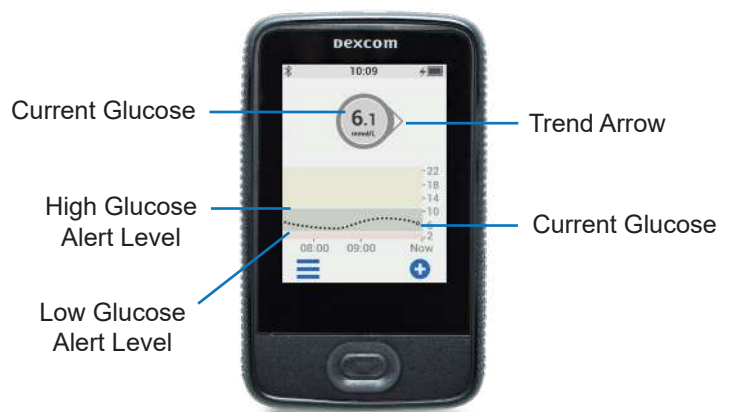 Dexcom
10:09
Current Glucose
6.1
mmol/L
Trend Arrow
22
18
14
10
High Glucose
Alert Level
Current Glucose
2
08:00 09:00 Now
Low Glucose
Alert Level